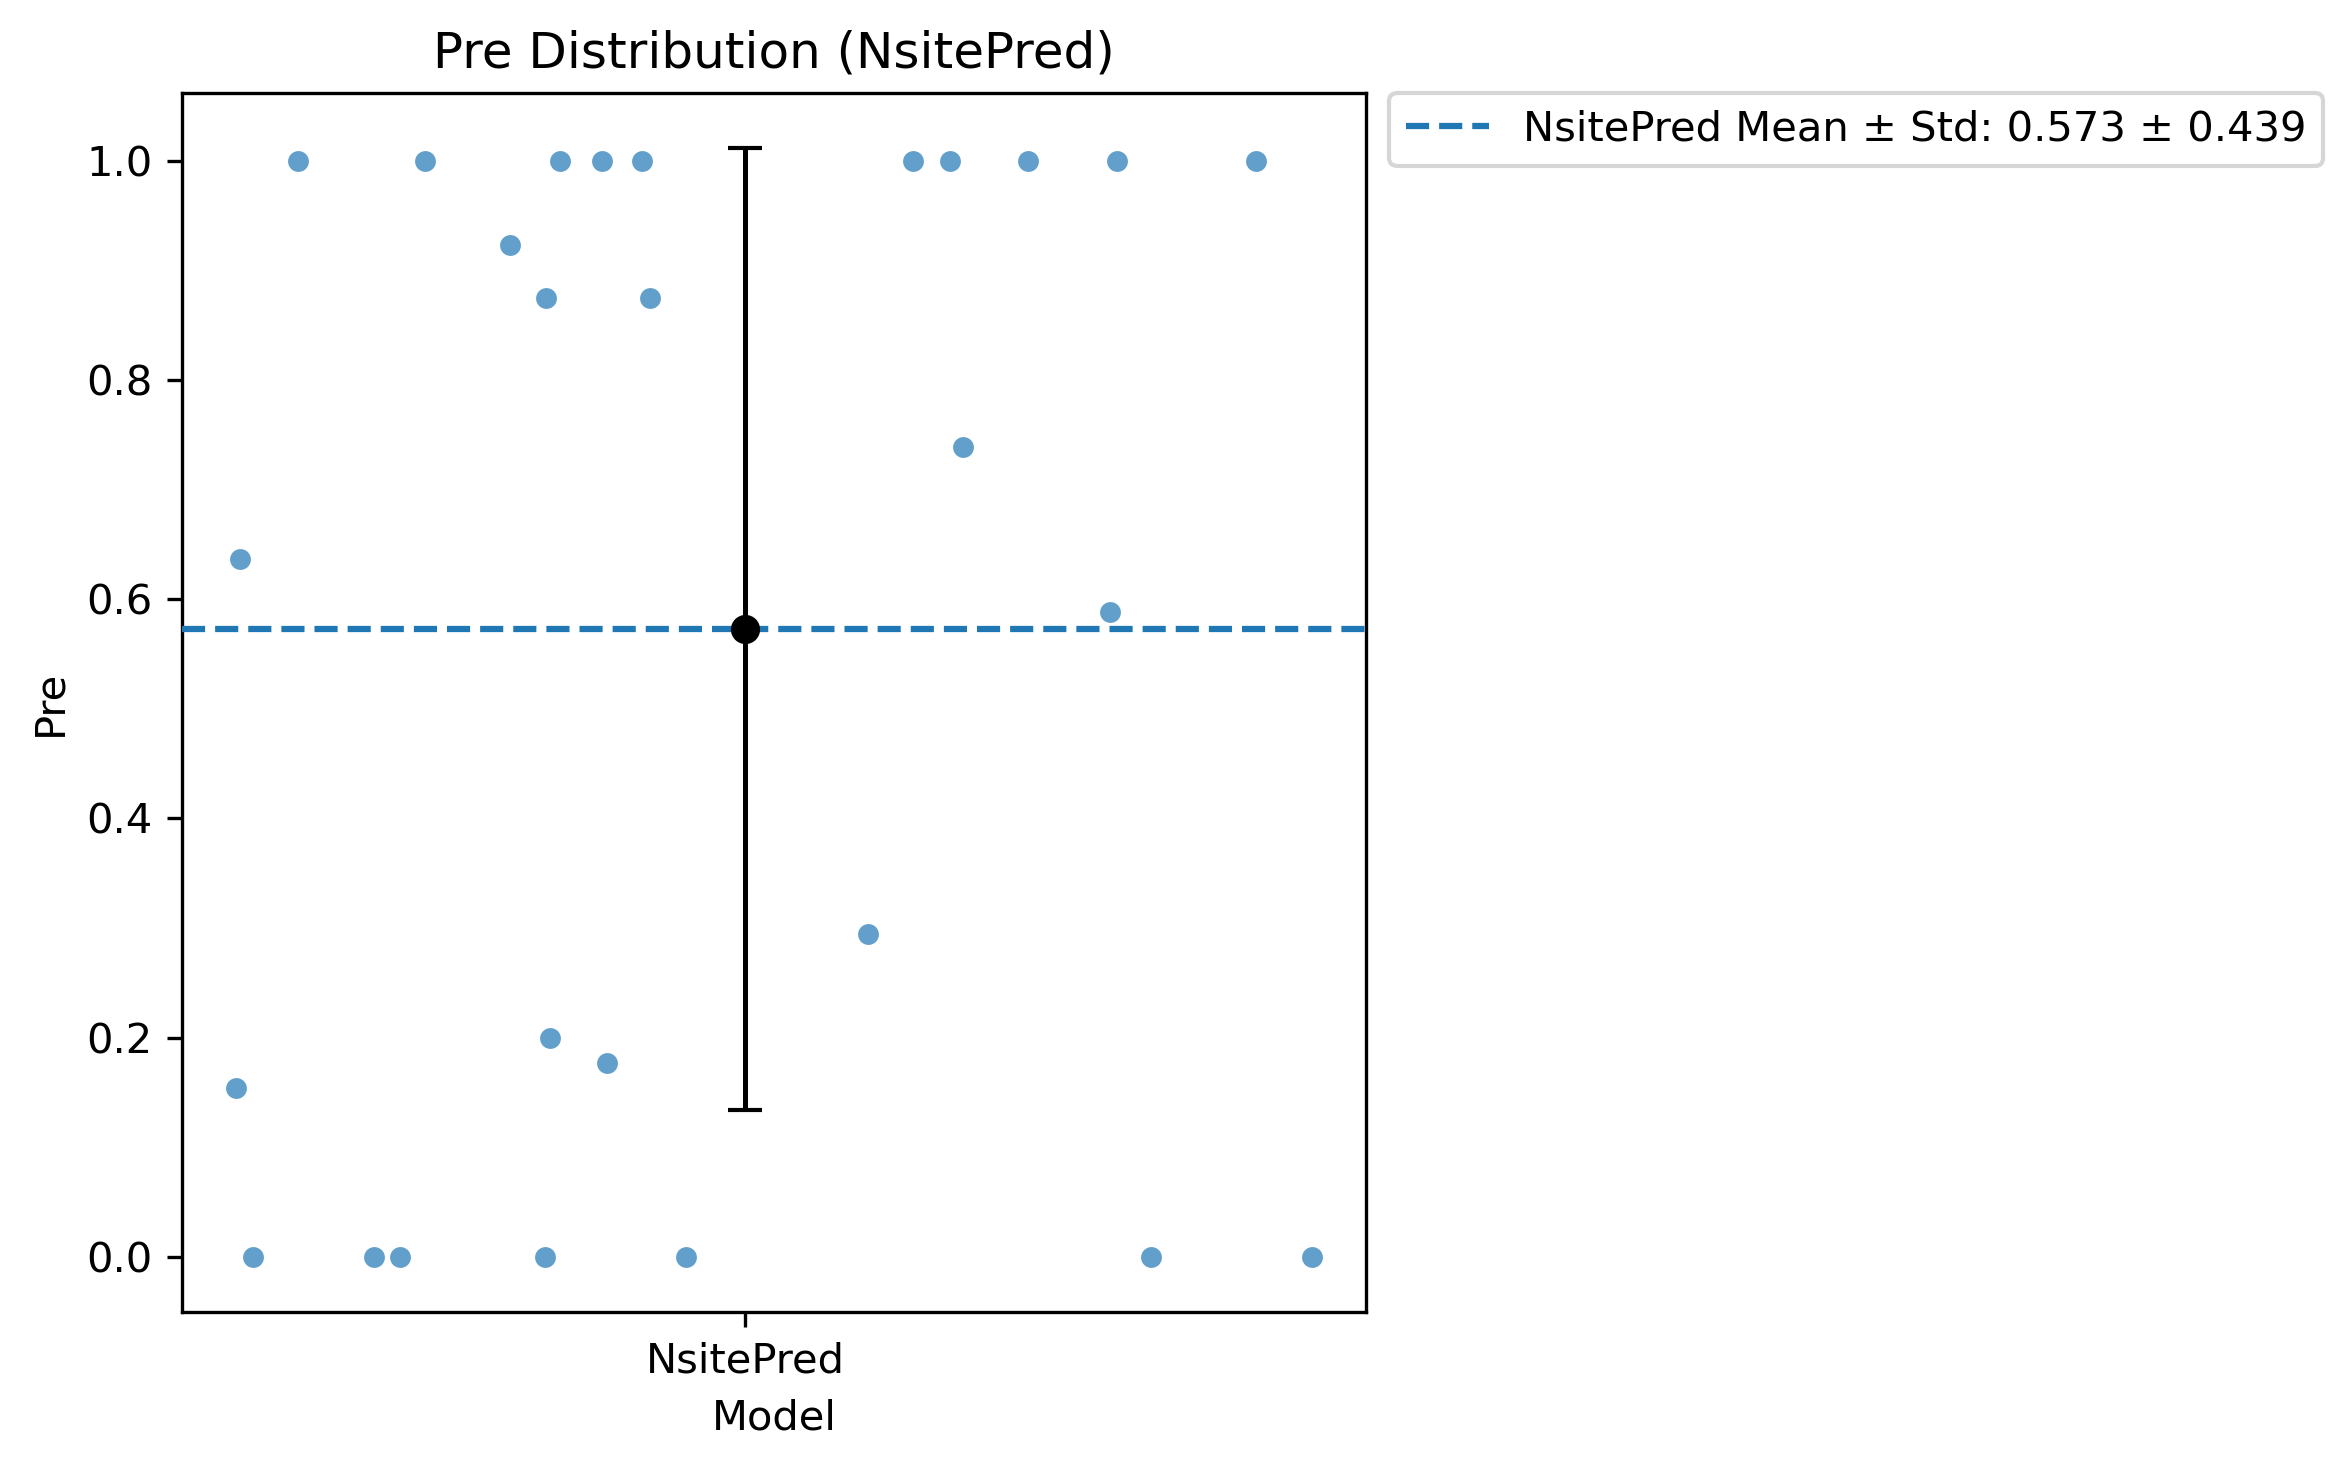 Pre Distribution (NsitePred)
NsitePred Mean ± Std: 0.573 ± 0.439
1.0
0.8
0.6
0.4
0.2
0.0
Pre
NsitePred
Model